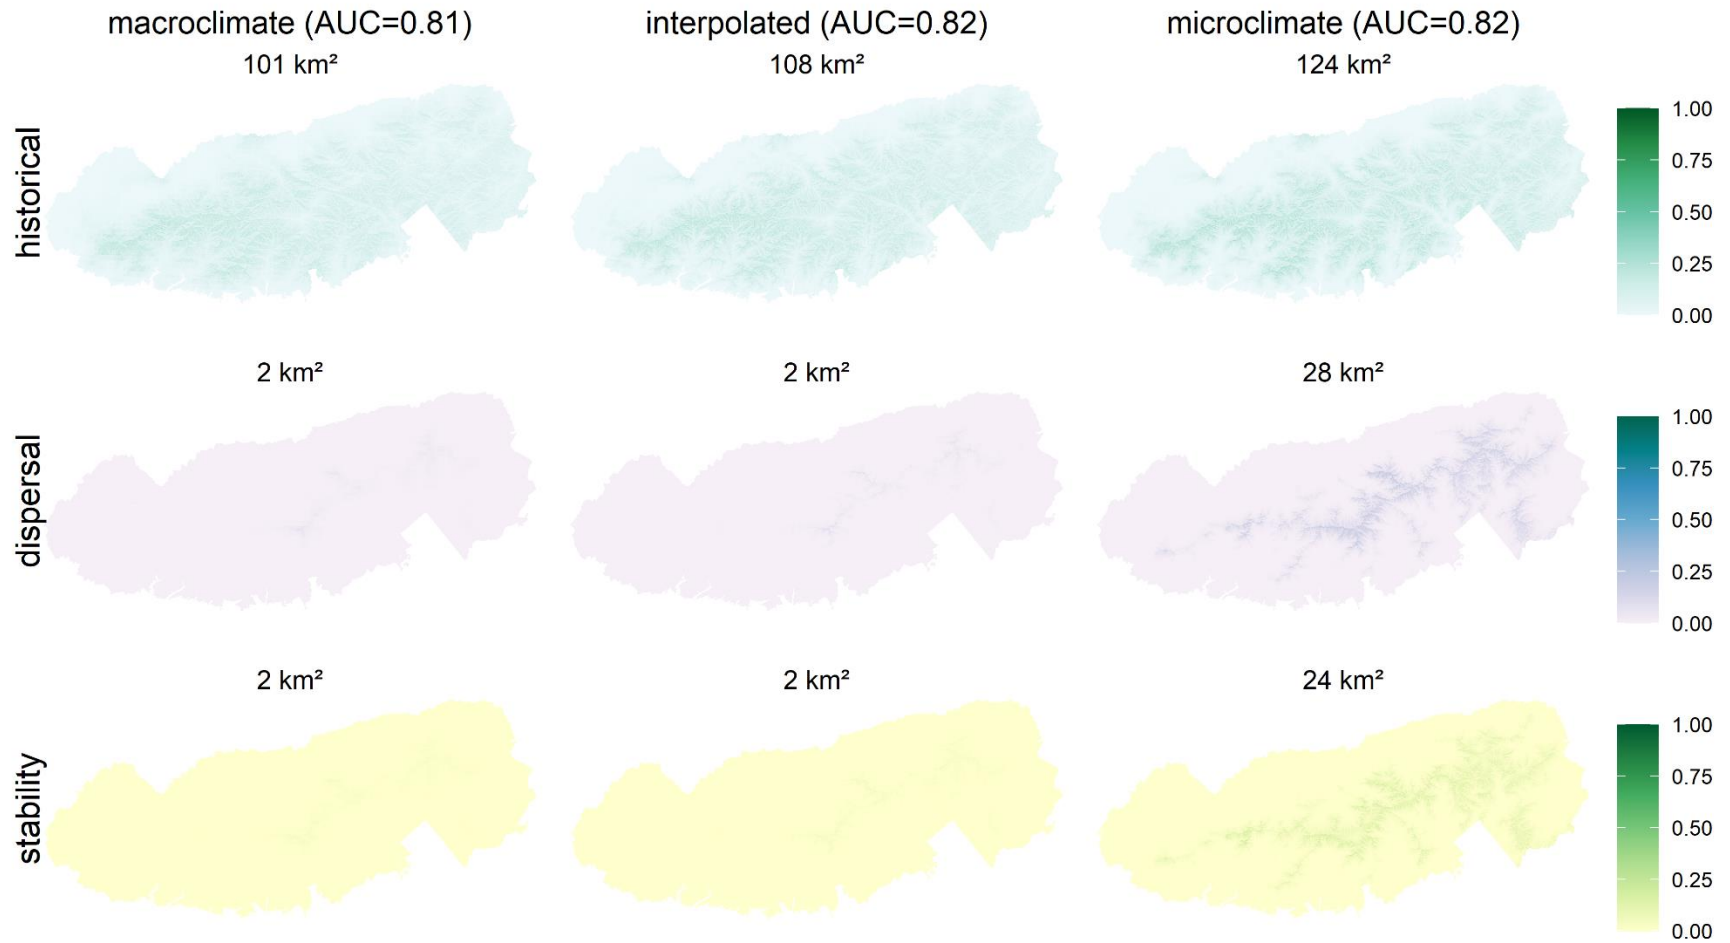 macroclimate (AUC=0.81)
interpolated (AUC=0.82)
microclimate (AUC=0.82)
101 km²
108 km²
124 km²
historical
1.00
0.75
0.50
0.25
0.00
2 km²
2 km²
28 km²
dispersal
1.00
0.75
0.50
0.25
0.00
2 km²
2 km²
24 km²
stability
1.00
0.75
0.50
0.25
0.00